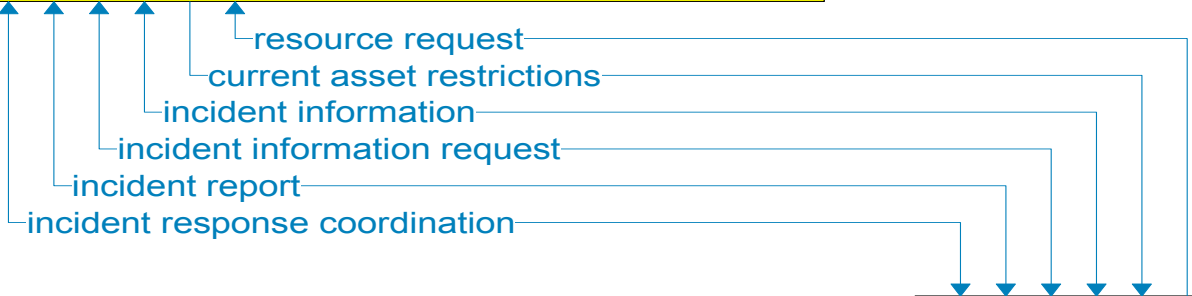 resource request
current asset restrictions
incident information
incident information request
incident report
incident response coordination